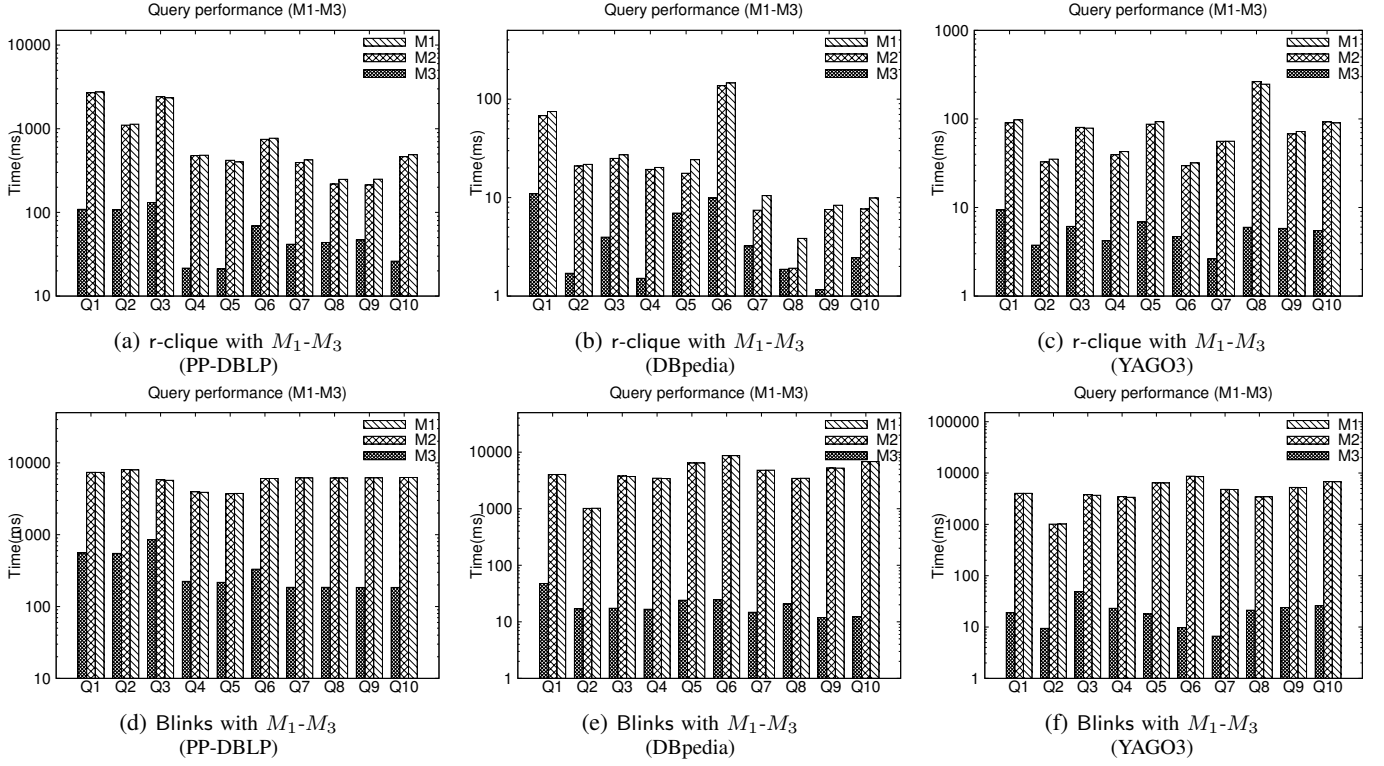 Query performance (M1-M3)
Time(ms)
10000
1000
100
10
M1
M2
M3
Q1 Q2 Q3 Q4 Q5 Q6 Q7 Q8 Q9 Q10
(a) r-clique with M1-M3
(PP-DBLP)
Query performance (M1-M3)
Time(ms)
100
10
1
M1
M2
M3
Q1 Q2 Q3 Q4 Q5 Q6 Q7 Q8 Q9 Q10
(b) r-clique with M1-M3
(DBpedia)
Query performance (M1-M3)
Time(ms)
1000
100
10
1
M1
M2
M3
Q1 Q2 Q3 Q4 Q5 Q6 Q7 Q8 Q9 Q10
(c) r-clique with M1-M3
(YAGO3)
Query performance (M1-M3)
Time(ms)
10000
1000
100
10
M1
M2
M3
Q1 Q2 Q3 Q4 Q5 Q6 Q7 Q8 Q9 Q10
(d) Blinks with M1-M3
(PP-DBLP)
Query performance (M1-M3)
Time(ms)
10000
1000
100
10
1
M1
M2
M3
Q1 Q2 Q3 Q4 Q5 Q6 Q7 Q8 Q9 Q10
(e) Blinks with M1-M3
(DBpedia)
Query performance (M1-M3)
Time(ms)
100000
10000
1000
100
10
1
M1
M2
M3
Q1 Q2 Q3 Q4 Q5 Q6 Q7 Q8 Q9 Q10
(f) Blinks with M1-M3
(YAGO3)